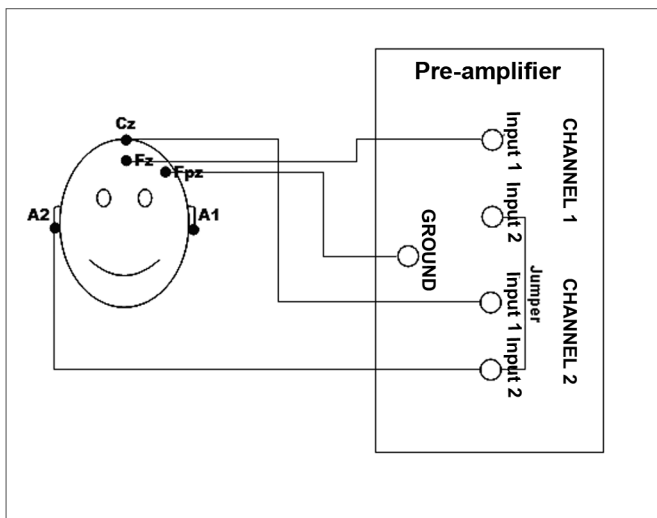 Pre-amplifier
Cz
Fz
Fpz
A2
A1
GROUND
Input 1
Input 2
CHANNEL 1
Jumper
Input 1
Input 2
CHANNEL 2